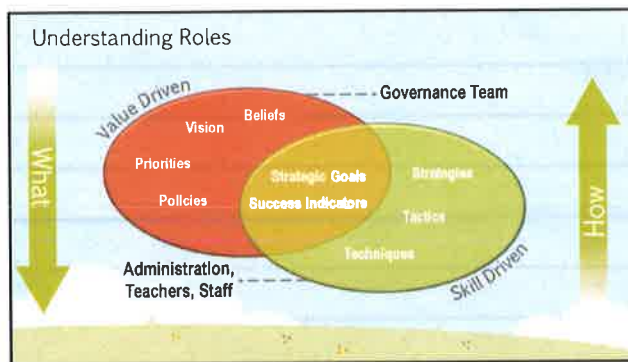 Understanding Roles
Value Driven
Governance Team
Beliefs
Vision
Priorities
Policies
Strategic Goals
Success Indicators
Strategies
Tactics
Techniques
What
How
Administration,
Teachers, Staff
Skill Driven